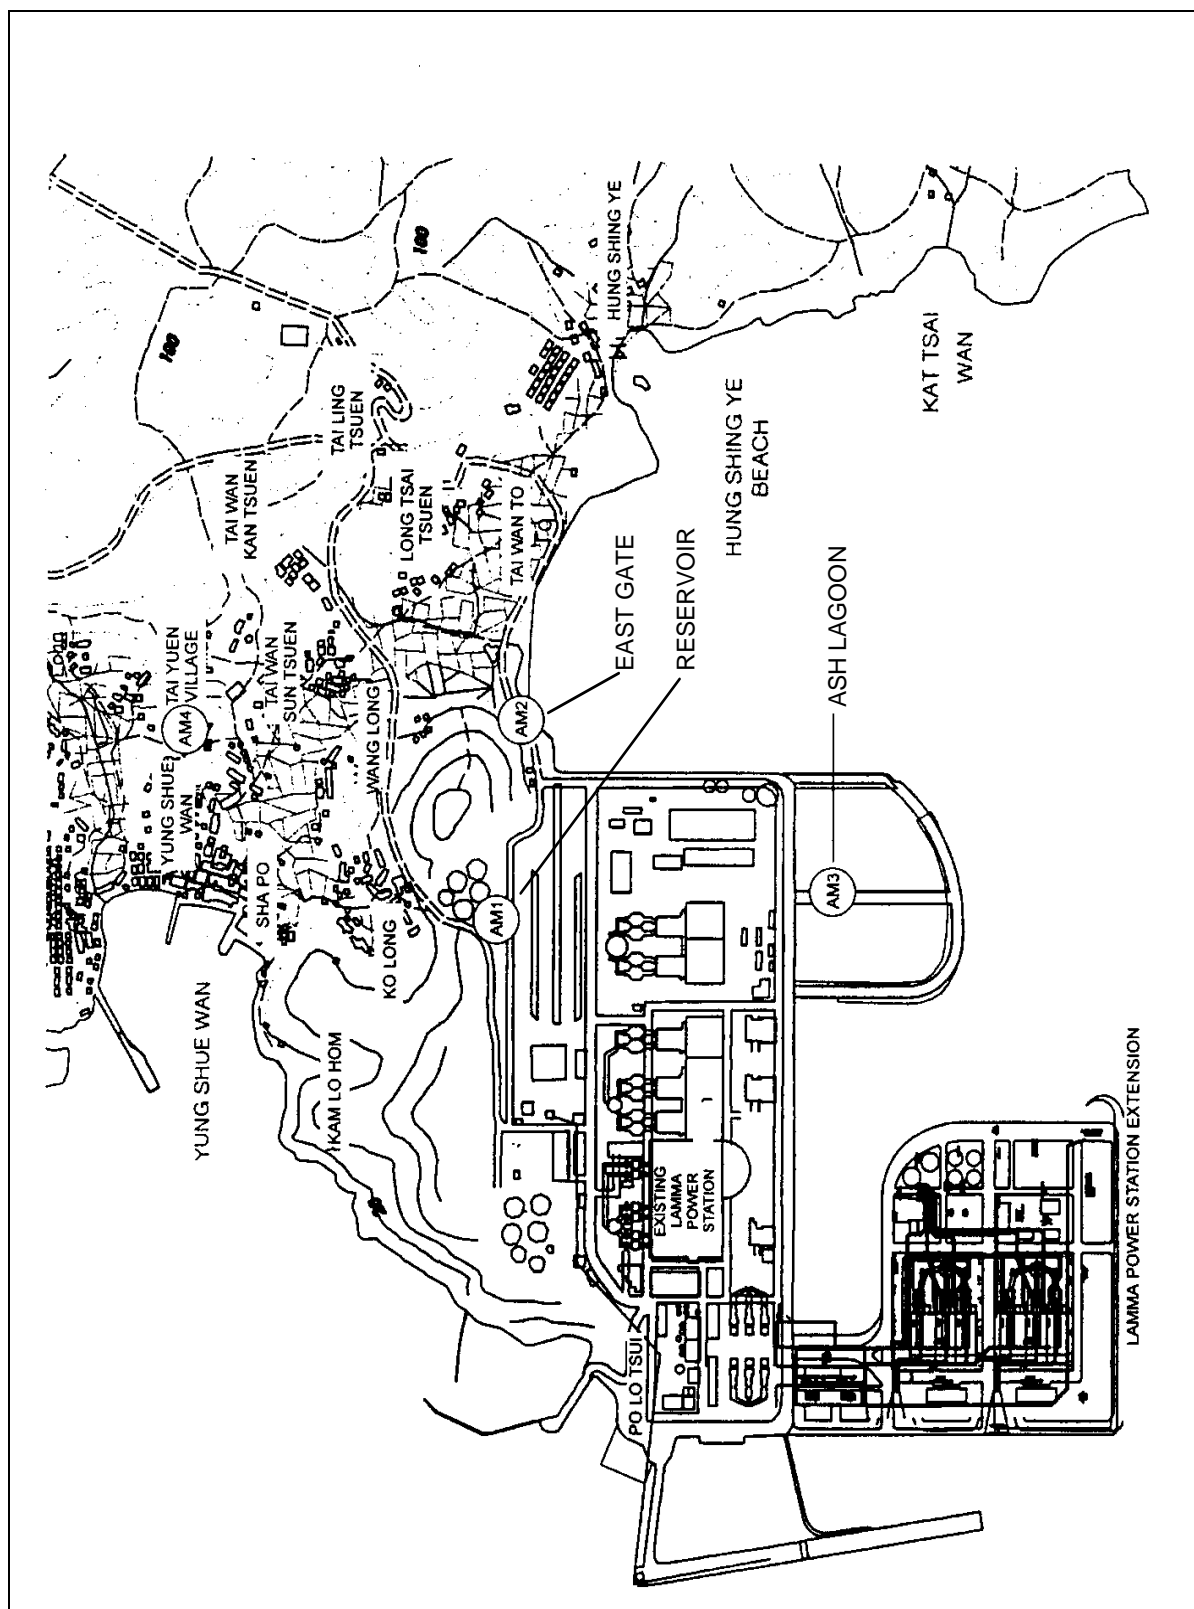 100
100
HUNG SHING YE
TAI LING
TSUEN
KAT TSAI
WAN
TAI WAN
KAN TSUEN
LONG TSAI
TSUEN
TAI WAN TO
HUNG SHING YE
BEACH
EAST GATE
RESERVOIR
ASH LAGOON
TAI YUEN
VILLAGE
TAI WAN
SUN TSUEN
AM4
WANG LONG
AM2
YUNG SHUE
WAN
SHA PO
KO LONG
AM1
AM3
YUNG SHUE WAN
KAM LO HOM
EXISTING
LAMMA
POWER
STATION
PO LO TSUI
LAMMA POWER STATION EXTENSION